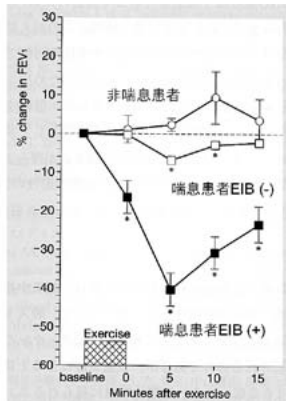 % change in FEV₁
30
20
10
0
−10
−20
−30
−40
−50
−60
非喘息患者
喘息患者EIB (-)
喘息患者EIB (+)
*
*
*
*
*
*
Exercise
baseline
0
5
10
15
Minutes after exercise